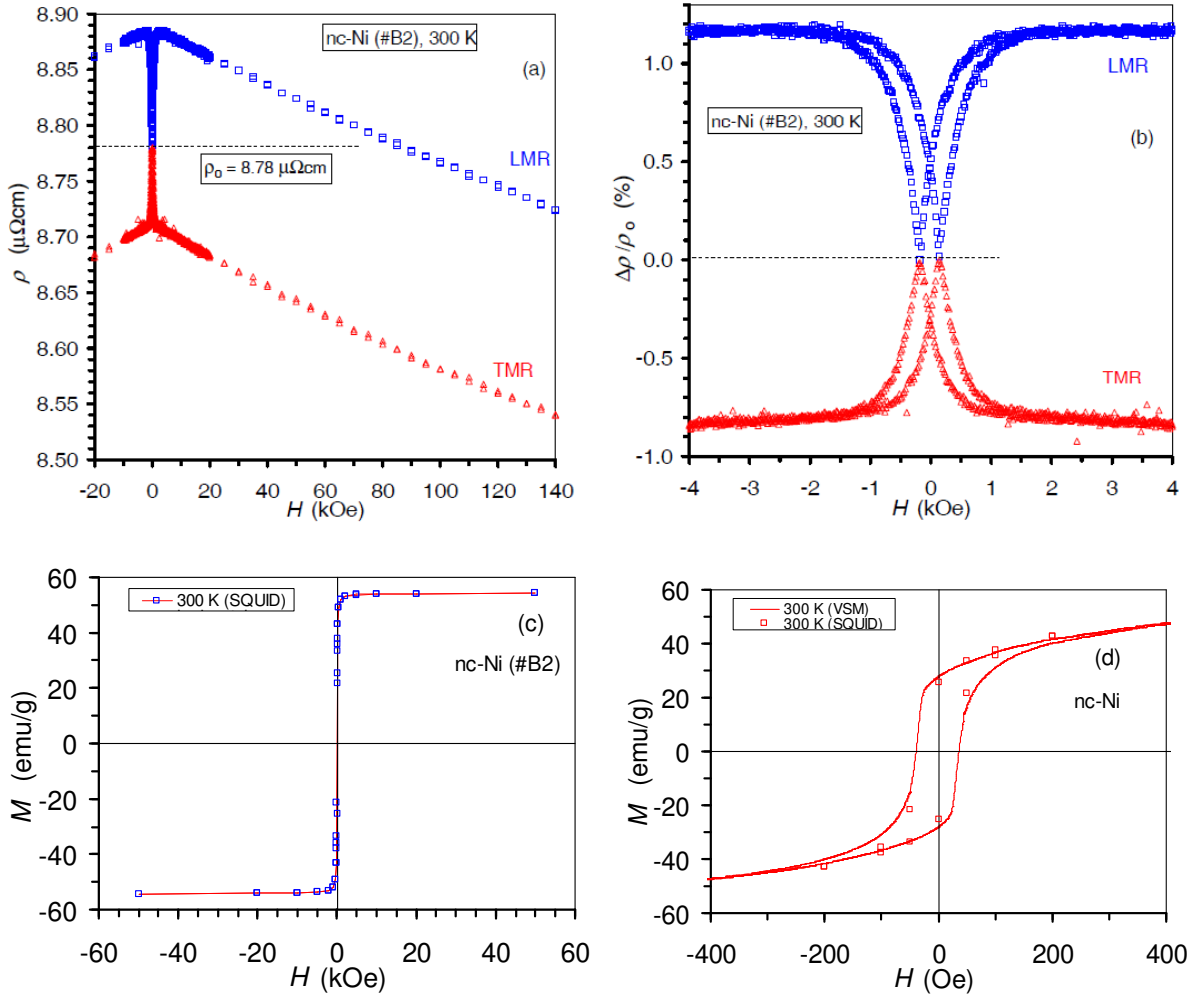 8.90
8.85
8.80
8.75
8.70
8.65
8.60
8.55
8.50
ρ (μΩcm)
nc-Ni (#B2), 300 K
(a)
LMR
ρo = 8.78 μΩcm
TMR
-20 0 20 40 60 80 100 120 140
H (kOe)
1.0
0.5
0.0
-0.5
-1.0
Δρ/ρo (%)
LMR
nc-Ni (#B2), 300 K
(b)
TMR
-4 -3 -2 -1 0 1 2 3 4
H (kOe)
60
40
20
0
-20
-40
-60
M (emu/g)
300 K (SQUID)
(c)
nc-Ni (#B2)
-60 -40 -20 0 20 40 60
H (kOe)
60
40
20
0
-20
-40
-60
M (emu/g)
300 K (VSM)
300 K (SQUID)
(d)
nc-Ni
-400 -200 0 200 400
H (Oe)